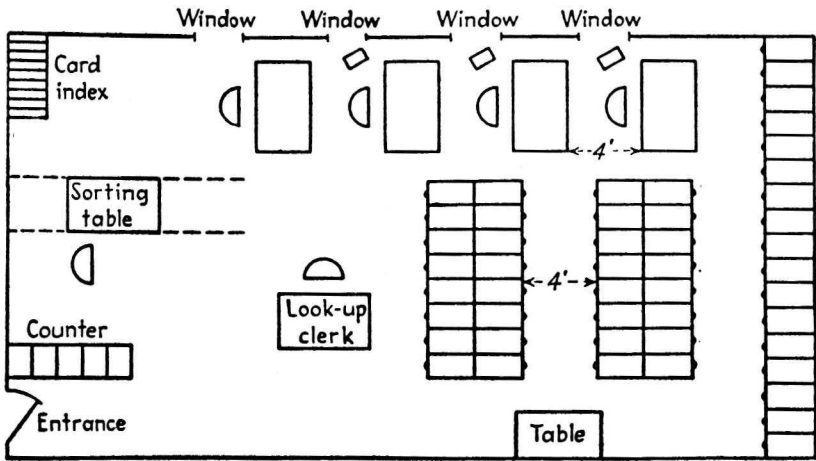 Window Window Window Window
Card
index
4'
Sorting
table
4'
Look-up
clerk
Counter
Entrance
Table